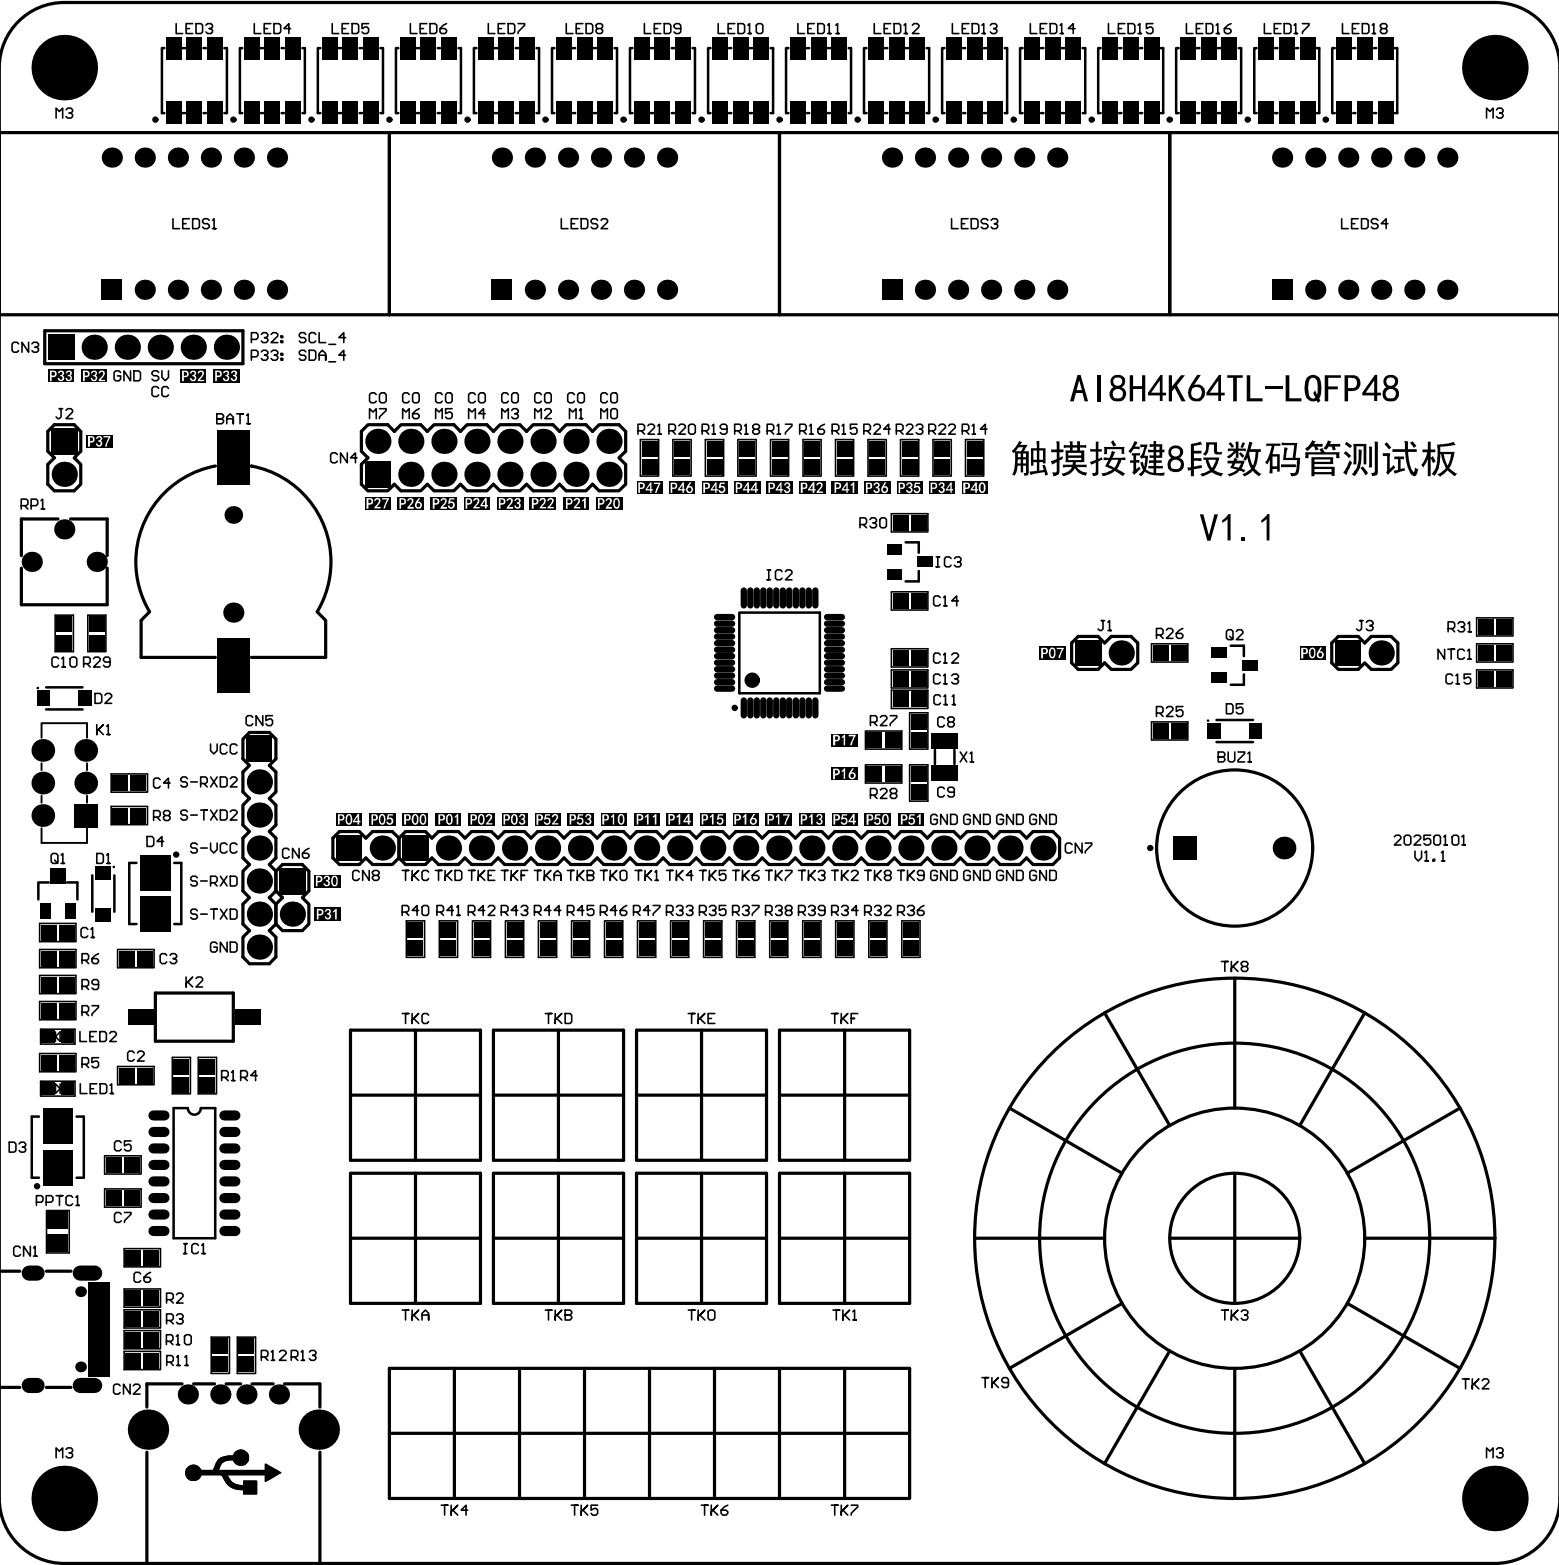 LED3 LED4 LED5 LED6 LED7 LED8 LED9 LED10 LED11 LED12 LED13 LED14 LED15 LED16 LED17 LED18
M3 M3
LEDS1 LEDS2 LEDS3 LEDS4
P32: SCL_4
CN3
P33: SDA_4
P33 P32 GND SV P32 P33
CC
AI8H4K64TL-LQFP48
CO CO CO CO CO CO CO CO
J2 BAT1 M7 M6 M5 M4 M3 M2 M1 M0
R21 R20 R19 R18 R17 R16 R15 R24 R23 R22 R14
P37
CN4
触摸按键8段数码管测试板
P47 P46 P45 P44 P43 P42 P41 P36 P35 P34 P40
RP1 P27 P26 P25 P24 P23 P22 P21 P20
R30 V1.1
IC3
IC2
C14
J1 J3 R31
R26 Q2
C10 R29 C12 P07 P06 NTC1
C13 C15
D2 C11
R25 D5
K1 CN5 R27 C8
VCC P17
X1 BUZ1
C4 S-RXD2 P16
R28 C9
R8 S-TXD2
P04 P05 P00 P01 P02 P03 P52 P53 P10 P11 P14 P15 P16 P17 P13 P54 P50 P51 GND GND GND GND
D4 S-VCC CN6 CN7 20250101
V1.1
Q1 D1
CN8 TKC TKD TKE TKF TKA TKB TK0 TK1 TK4 TK5 TK6 TK7 TK3 TK2 TK8 TK9 GND GND GND GND
S-RXD P30
S-TXD P31 R40 R41 R42 R43 R44 R45 R46 R47 R33 R35 R37 R38 R39 R34 R32 R36
C1
GND
R6 C3
TK8
R9 K2
R7
TKC TKD TKE TKF
LED2
R5 C2
R1 R4
LED1
D3 C5
PPTC1
C7
CN1 IC1
C6
R2
R3 TKA TKB TK0 TK1 TK3
R10
R11 R12 R13
CN2 TK9 TK2
M3 M3
TK4 TK5 TK6 TK7